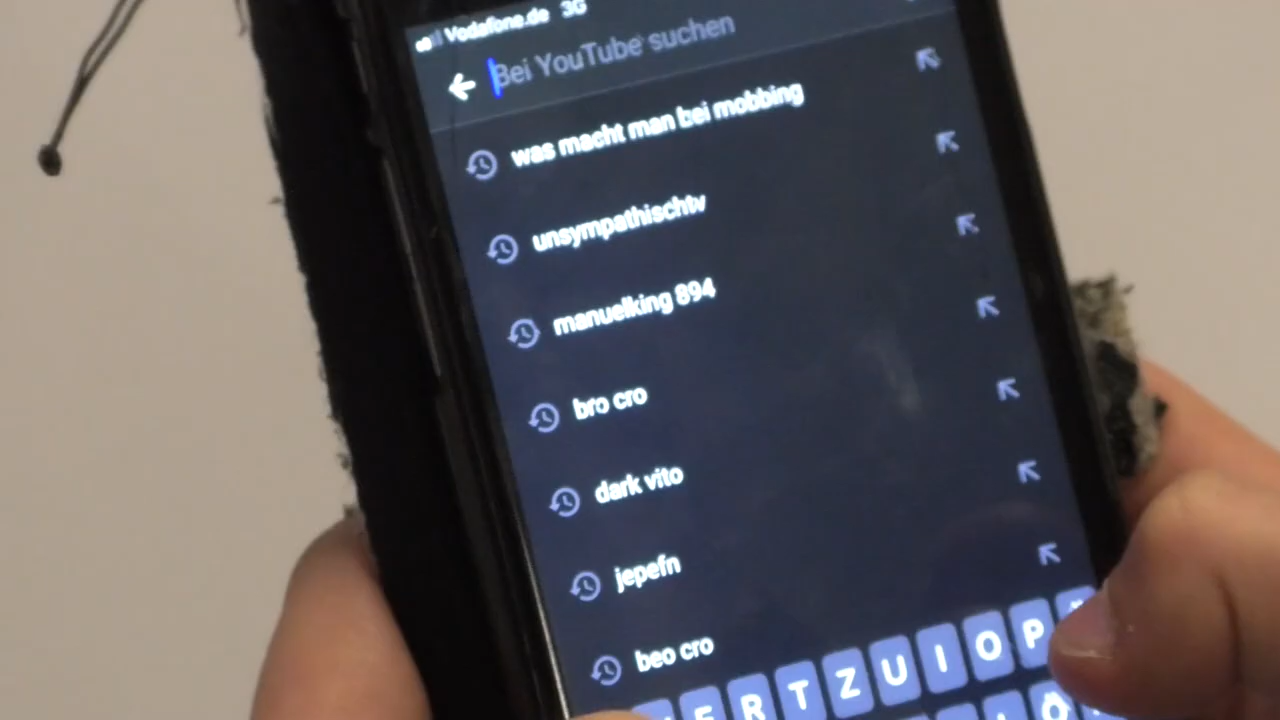 Vodafone.de 3G
Bei YouTube suchen
was macht man bei mobbing
unsympathischtv
manuelking 894
bro cro
dark vito
jepefn
beo cro
E R T Z U I O P
Ö